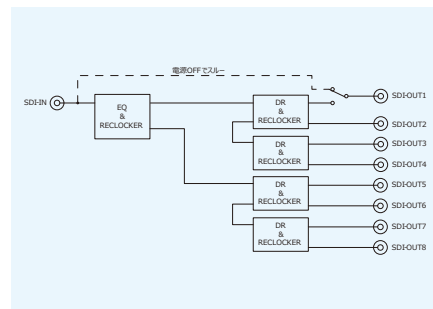 電源OFFでスルー
SDI-IN
EQ
&
RECLOCKER
DR
&
RECLOCKER
SDI-OUT1
SDI-OUT2
DR
&
RECLOCKER
SDI-OUT3
SDI-OUT4
DR
&
RECLOCKER
SDI-OUT5
SDI-OUT6
DR
&
RECLOCKER
SDI-OUT7
SDI-OUT8